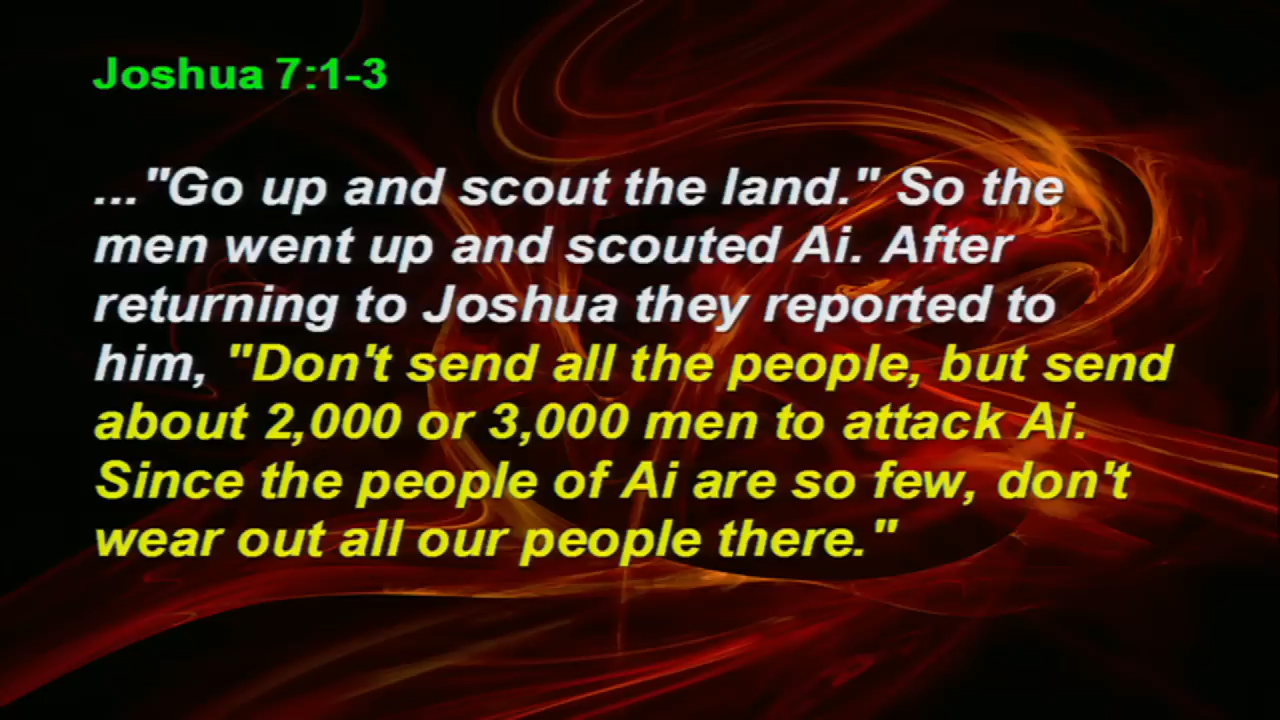 Joshua 7:1-3
..."Go up and scout the land." So the
men went up and scouted Ai. After
returning to Joshua they reported to
him, "Don't send all the people, but send
about 2,000 or 3,000 men to attack Ai.
Since the people of Ai are so few, don't
wear out all our people there."